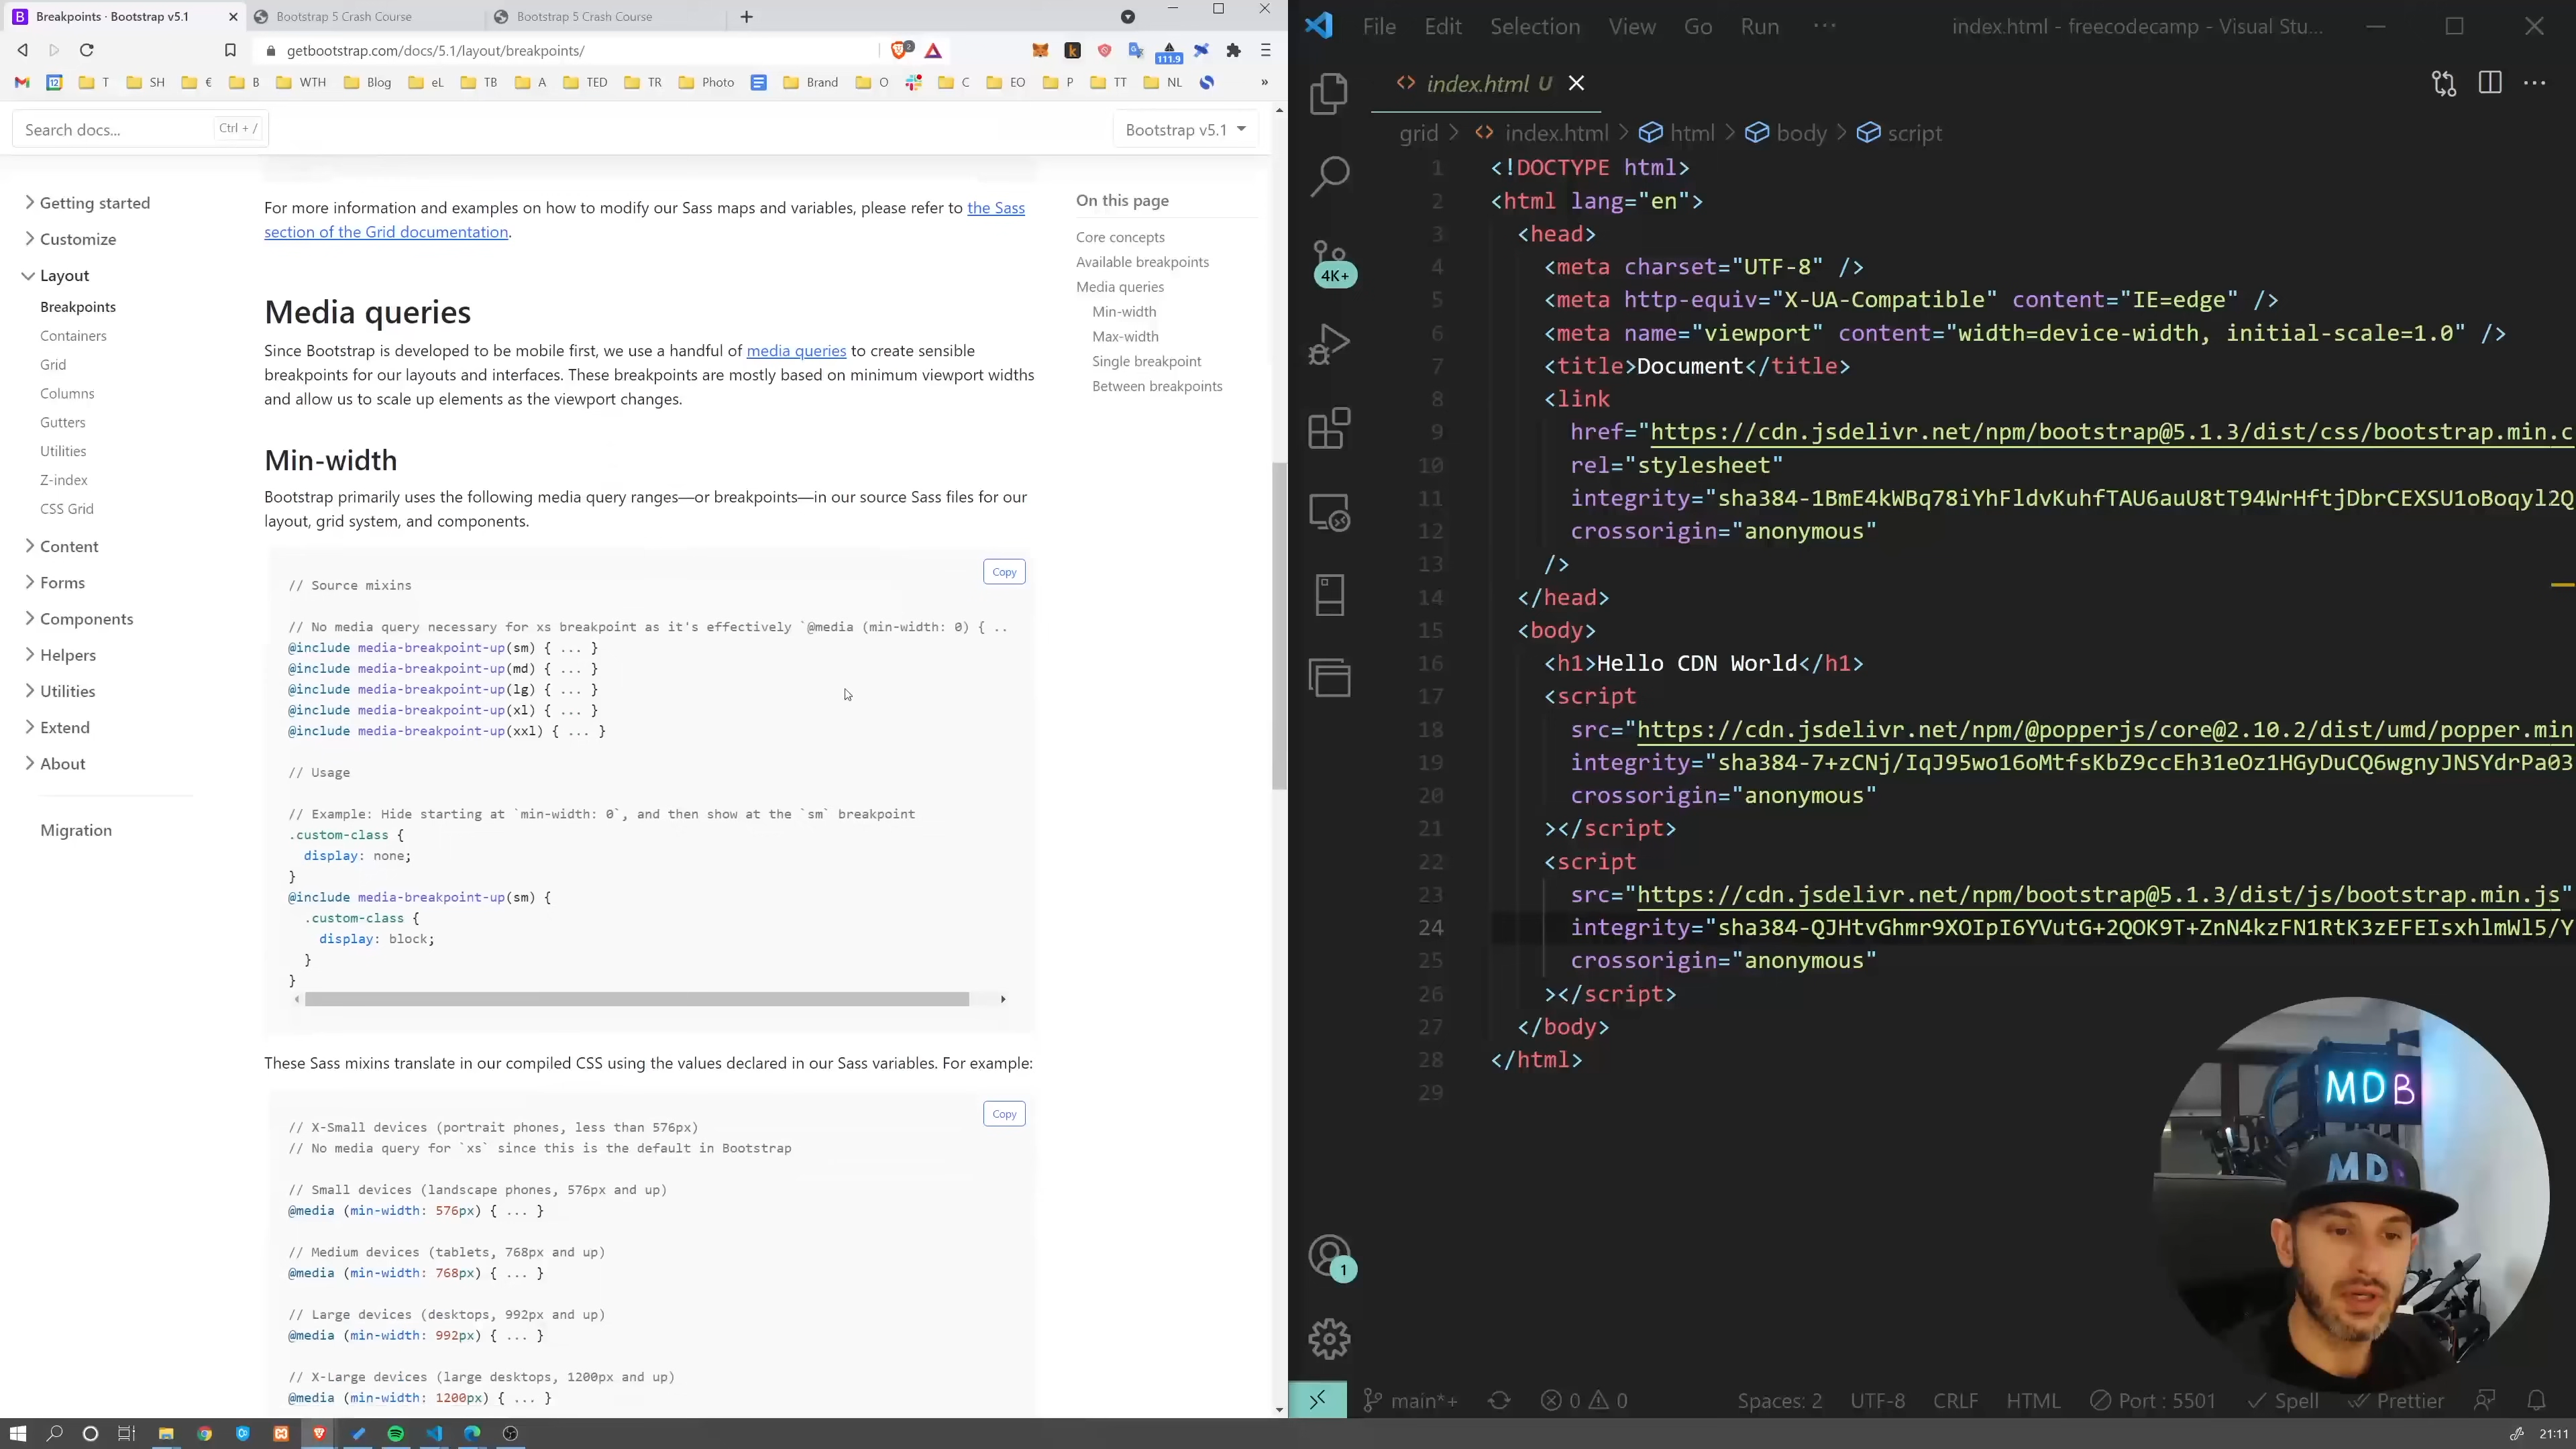 Breakpoints · Bootstrap v5.1
Bootstrap 5 Crash Course
Bootstrap 5 Crash Course
getbootstrap.com/docs/5.1/layout/breakpoints/
2
111.9
12
T
SH
€
B
WTH
Blog
eL
TB
A
TED
TR
Photo
Brand
O
C
EO
P
TT
NL
»
Search docs...
Ctrl + /
Bootstrap v5.1
Getting started
Customize
Layout
Breakpoints
Containers
Grid
Columns
Gutters
Utilities
Z-index
CSS Grid
Content
Forms
Components
Helpers
Utilities
Extend
About
Migration
For more information and examples on how to modify our Sass maps and variables, please refer to the Sass
section of the Grid documentation.
Media queries
Since Bootstrap is developed to be mobile first, we use a handful of media queries to create sensible
breakpoints for our layouts and interfaces. These breakpoints are mostly based on minimum viewport widths
and allow us to scale up elements as the viewport changes.
Min-width
Bootstrap primarily uses the following media query ranges—or breakpoints—in our source Sass files for our
layout, grid system, and components.
Copy
// Source mixins
// No media query necessary for xs breakpoint as it's effectively `@media (min-width: 0) { ..
@include media-breakpoint-up(sm) { ... }
@include media-breakpoint-up(md) { ... }
@include media-breakpoint-up(lg) { ... }
@include media-breakpoint-up(xl) { ... }
@include media-breakpoint-up(xxl) { ... }
// Usage
// Example: Hide starting at `min-width: 0`, and then show at the `sm` breakpoint
.custom-class {
display: none;
}
@include media-breakpoint-up(sm) {
.custom-class {
display: block;
}
}
These Sass mixins translate in our compiled CSS using the values declared in our Sass variables. For example:
Copy
// X-Small devices (portrait phones, less than 576px)
// No media query for `xs` since this is the default in Bootstrap
// Small devices (landscape phones, 576px and up)
@media (min-width: 576px) { ... }
// Medium devices (tablets, 768px and up)
@media (min-width: 768px) { ... }
// Large devices (desktops, 992px and up)
@media (min-width: 992px) { ... }
// X-Large devices (large desktops, 1200px and up)
@media (min-width: 1200px) { ... }
On this page
Core concepts
Available breakpoints
Media queries
Min-width
Max-width
Single breakpoint
Between breakpoints
File Edit Selection View Go Run ···
index.html - freecodecamp - Visual Stu...
index.html U
grid > index.html > html > body > script
4K+
1 <!DOCTYPE html>
2 <html lang="en">
3 <head>
4 <meta charset="UTF-8" />
5 <meta http-equiv="X-UA-Compatible" content="IE=edge" />
6 <meta name="viewport" content="width=device-width, initial-scale=1.0" />
7 <title>Document</title>
8 <link
9 href="https://cdn.jsdelivr.net/npm/bootstrap@5.1.3/dist/css/bootstrap.min.c
10 rel="stylesheet"
11 integrity="sha384-1BmE4kWBq78iYhFldvKuhfTAU6auU8tT94WrHftjDbrCEXSU1oBoqyl2Q
12 crossorigin="anonymous"
13 />
14 </head>
15 <body>
16 <h1>Hello CDN World</h1>
17 <script
18 src="https://cdn.jsdelivr.net/npm/@popperjs/core@2.10.2/dist/umd/popper.min
19 integrity="sha384-7+zCNj/IqJ95wo16oMtfsKbZ9ccEh31eOz1HGyDuCQ6wgnyJNSYdrPa03
20 crossorigin="anonymous"
21 ></script>
22 <script
23 src="https://cdn.jsdelivr.net/npm/bootstrap@5.1.3/dist/js/bootstrap.min.js"
24 integrity="sha384-QJHtvGhmr9XOIpI6YVutG+2QOK9T+ZnN4kzFN1RtK3zEFEIsxhlmWl5/Y
25 crossorigin="anonymous"
26 ></script>
27 </body>
28 </html>
29
MDB
MD
1
main*+
0 0
Spaces: 2
UTF-8
CRLF
HTML
Port : 5501
Spell
Prettier
21:11